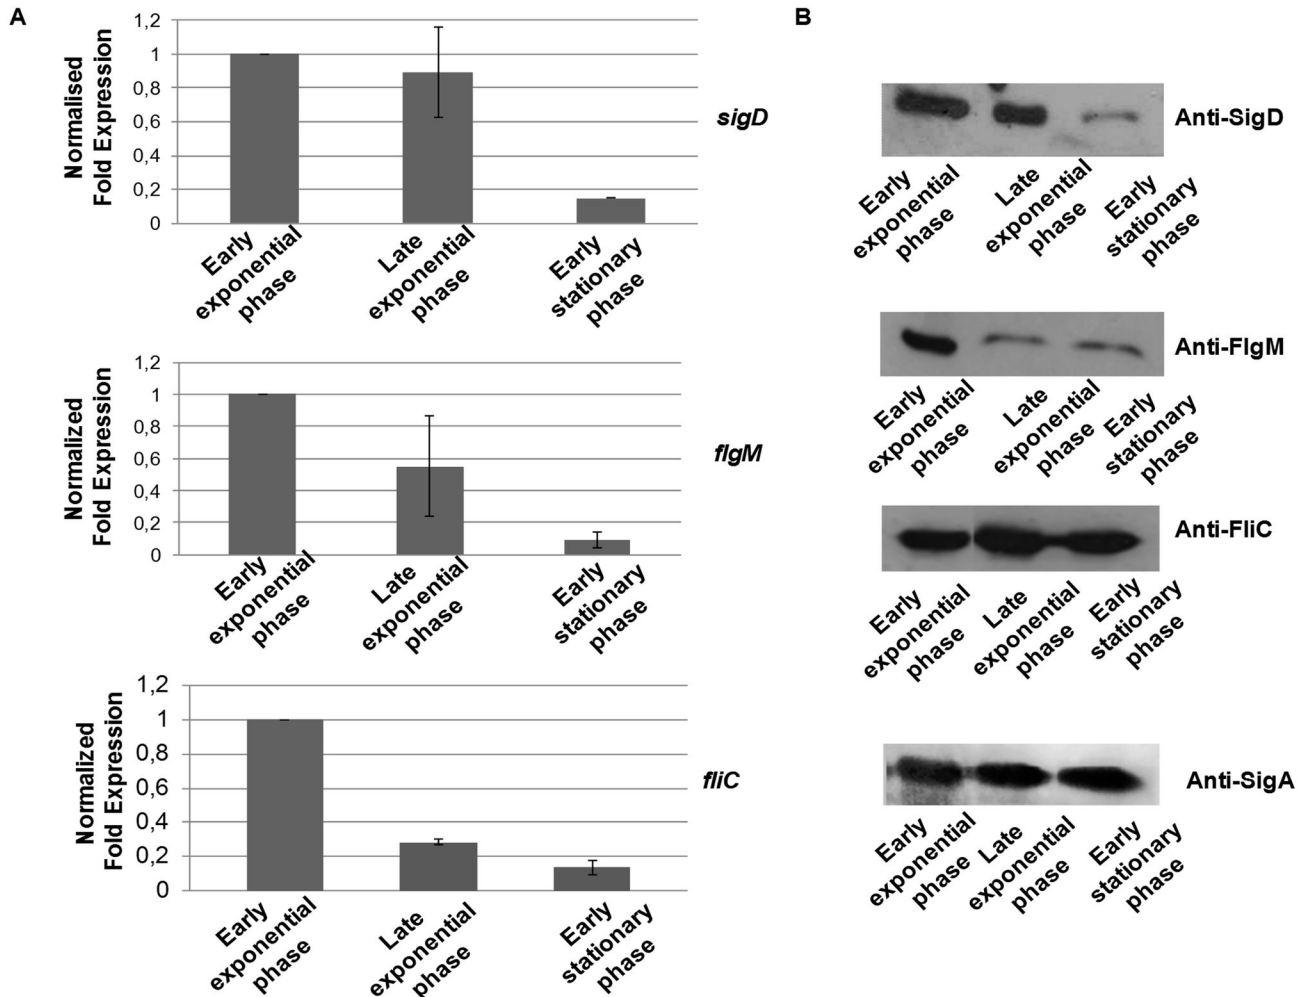 A
1,2
1
0,8
0,6
0,4
0,2
0
Normalised
Fold Expression
Early
exponential
phase
Late
exponential
phase
Early
stationary
phase
sigD
1,2
1
0,8
0,6
0,4
0,2
0
Normalized
Fold Expression
Early
exponential
phase
Late
exponential
phase
Early
stationary
phase
flgM
1,2
1
0,8
0,6
0,4
0,2
0
Normalized
Fold Expression
Early
exponential
phase
Late
exponential
phase
Early
stationary
phase
fliC
B
Anti-SigD
Early
exponential
phase
Late
exponential
phase
Early
stationary
phase
Anti-FlgM
Early
exponential
phase
Late
exponential
phase
Early
stationary
phase
Anti-FliC
Early
exponential
phase
Late
exponential
phase
Early
stationary
phase
Anti-SigA
Early
exponential
phase
Late
exponential
phase
Early
stationary
phase